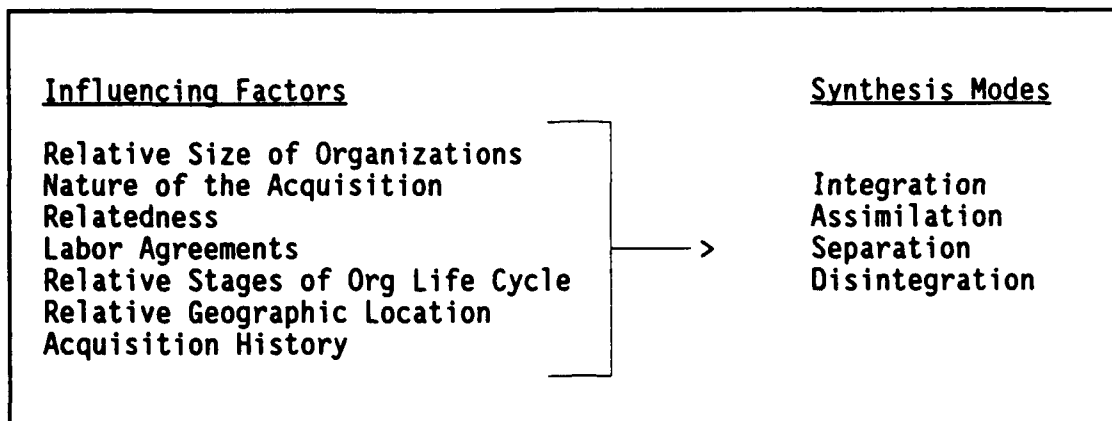 Influencing Factors
Synthesis Modes
Relative Size of Organizations
Nature of the Acquisition
Relatedness
Labor Agreements
Relative Stages of Org Life Cycle
Relative Geographic Location
Acquisition History
Integration
Assimilation
Separation
Disintegration